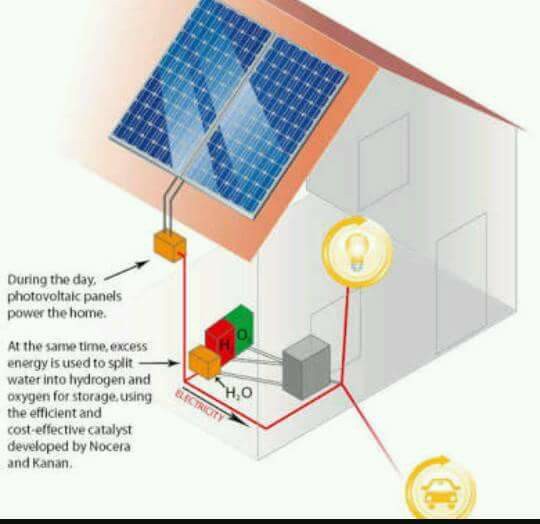 During the day,
photovoltaic panels
power the home.
At the same time, excess
energy is used to split
water into hydrogen and
oxygen for storage, using
the efficient and
cost-effective catalyst
developed by Nocera
and Kanan.
H
O
H₂O
ELECTRICITY